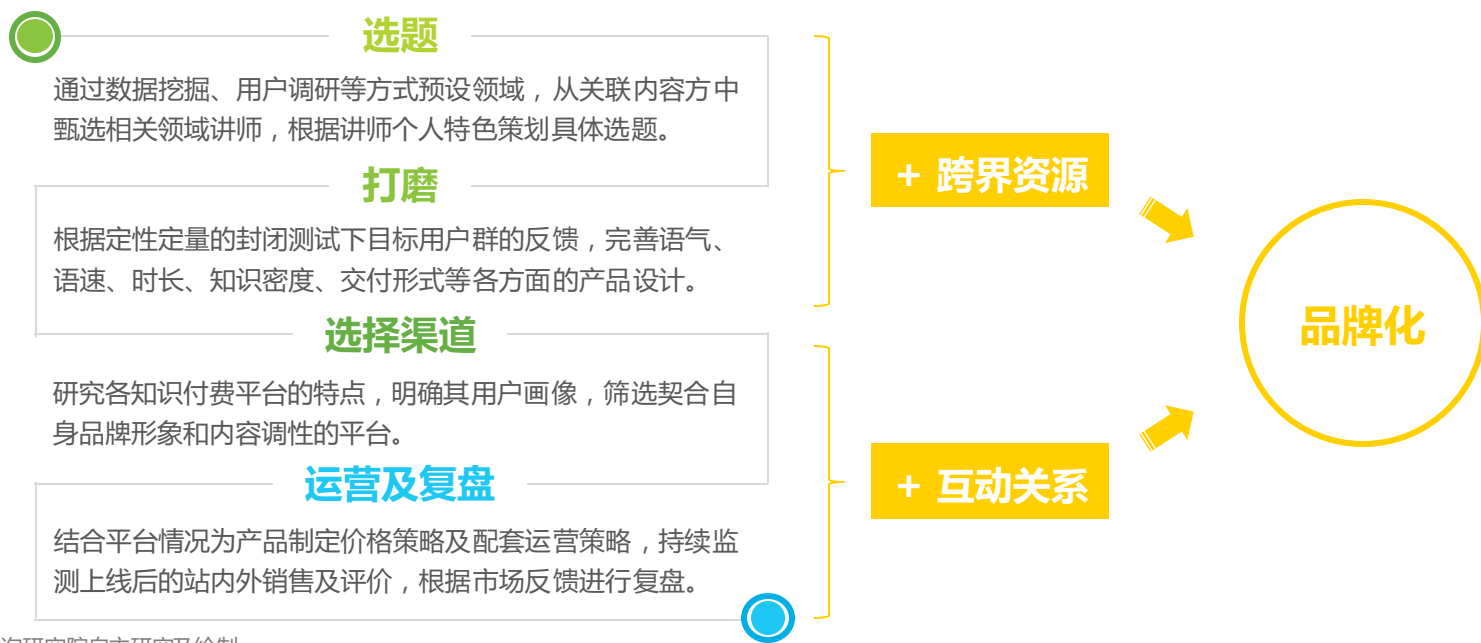 选题
通过数据挖掘、用户调研等方式预设领域，从关联内容方中
甄选相关领域讲师，根据讲师个人特色策划具体选题。
打磨
根据定性定量的封闭测试下目标用户群的反馈，完善语气、
语速、时长、知识密度、交付形式等各方面的产品设计。
选择渠道
研究各知识付费平台的特点，明确其用户画像，筛选契合自
身品牌形象和内容调性的平台。
运营及复盘
结合平台情况为产品制定价格策略及配套运营策略，持续监
测上线后的站内外销售及评价，根据市场反馈进行复盘。
+ 跨界资源
+ 互动关系
品牌化